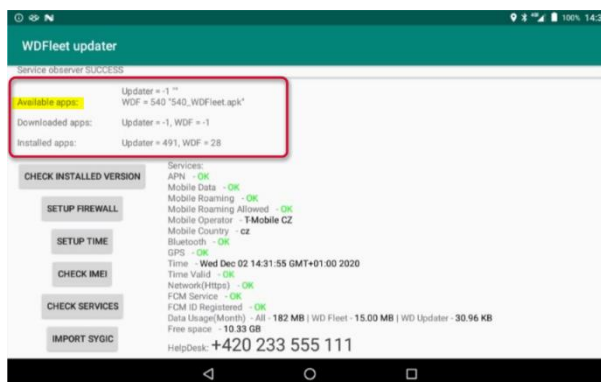 100% 14:3
WDFleet updater
Service observer SUCCESS
Updater = -1 ""
Available apps: WDF = 540 "540_WDFleet.apk"
Downloaded apps: Updater = -1, WDF = -1
Installed apps: Updater = 491, WDF = 28
CHECK INSTALLED VERSION
SETUP FIREWALL
SETUP TIME
CHECK IMEI
CHECK SERVICES
IMPORT SYGIC
Services:
APN - OK
Mobile Data - OK
Mobile Roaming - OK
Mobile Roaming Allowed - OK
Mobile Operator - T-Mobile CZ
Mobile Country - cz
Bluetooth - OK
GPS - OK
Time - Wed Dec 02 14:31:55 GMT+01:00 2020
Time Valid - OK
Network(Https) - OK
FCM Service - OK
FCM ID Registered - OK
Data Usage(Month) - All - 182 MB | WD Fleet - 15.00 MB | WD Updater - 30.96 KB
Free space - 10.33 GB
HelpDesk: +420 233 555 111